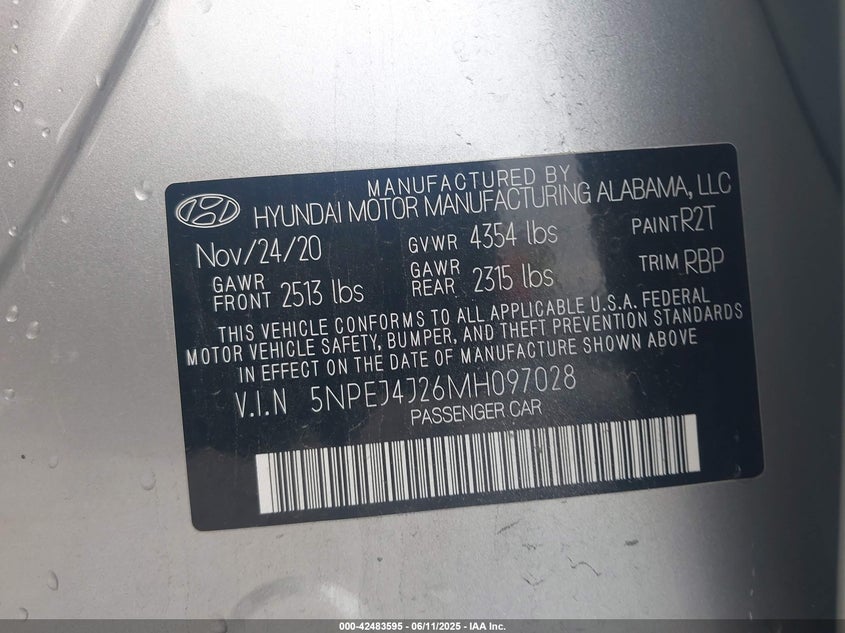 MANUFACTURED BY
HYUNDAI MOTOR MANUFACTURING ALABAMA, LLC
Nov/24/20 GVWR 4354 lbs PAINT R2T
GAWR FRONT 2513 lbs GAWR REAR 2315 lbs TRIM RBP
THIS VEHICLE CONFORMS TO ALL APPLICABLE U.S.A. FEDERAL
MOTOR VEHICLE SAFETY, BUMPER, AND THEFT PREVENTION STANDARDS
IN EFFECT ON THE DATE OF MANUFACTURE SHOWN ABOVE
V.I.N 5NPEJ4J26MH097028
PASSENGER CAR
000-42483595 - 06/11/2025 - IAA Inc.